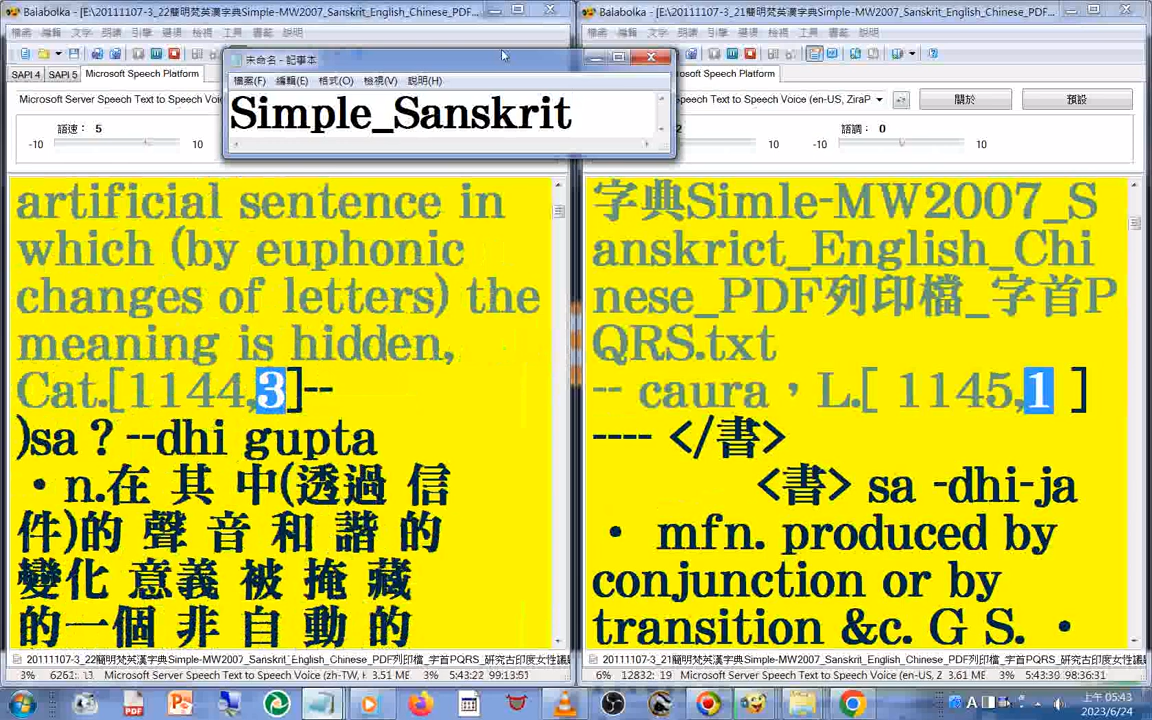 Balabolka - [E:\20111107-3_22簡明梵英漢字典Simple-MW2007_Sanskrit_English_Chinese_PDF...
Balabolka - [E:\20111107-3_21簡明梵英漢字典Simple-MW2007_Sanskrit_English_Chinese_PDF...
未命名 - 記事本
檔案(F) 編輯(E) 格式(O) 檢視(V) 說明(H)
Simple_Sanskrit
SAPI 4 SAPI 5 Microsoft Speech Platform
Microsoft Server Speech Text to Speech Voi
語速： 5
-10 10
Speech Platform
Speech Text to Speech Voice (en-US, ZiraP
關於 預設
2 語調： 0
10 -10 10
artificial sentence in
which (by euphonic
changes of letters) the
meaning is hidden,
Cat.[1144,3]--
)sa？--dhi gupta
・n.在 其 中(透過 信
件)的 聲 音 和 諧 的
變化 意義 被 掩 藏
的一個 非 自 動 的
字典Simle-MW2007_S
anskrict_English_Chi
nese_PDF列印檔_字首P
QRS.txt
-- caura，L.[ 1145,1 ]
---- </書>
<書> sa -dhi-ja
・ mfn. produced by
conjunction or by
transition &c. G S. ・
20111107-3_22簡明梵英漢字典Simple-MW2007_Sanskrit_English_Chinese_PDF列印檔_字首PQRS_研究古印度女性議
3% Microsoft Server Speech Text to Speech Voice (zh-TW, 3.51 MB 3% 5:43:22 99:13:51
20111107-3_21簡明梵英漢字典Simple-MW2007_Sanskrit_English_Chinese_PDF列印檔_字首PQRS_研究古印度女性
6% 12832: 19 Microsoft Server Speech Text to Speech Voice (en-US, 3.63 MB 3% 5:43:30 98:36:31
上午 05:43
2023/6/24